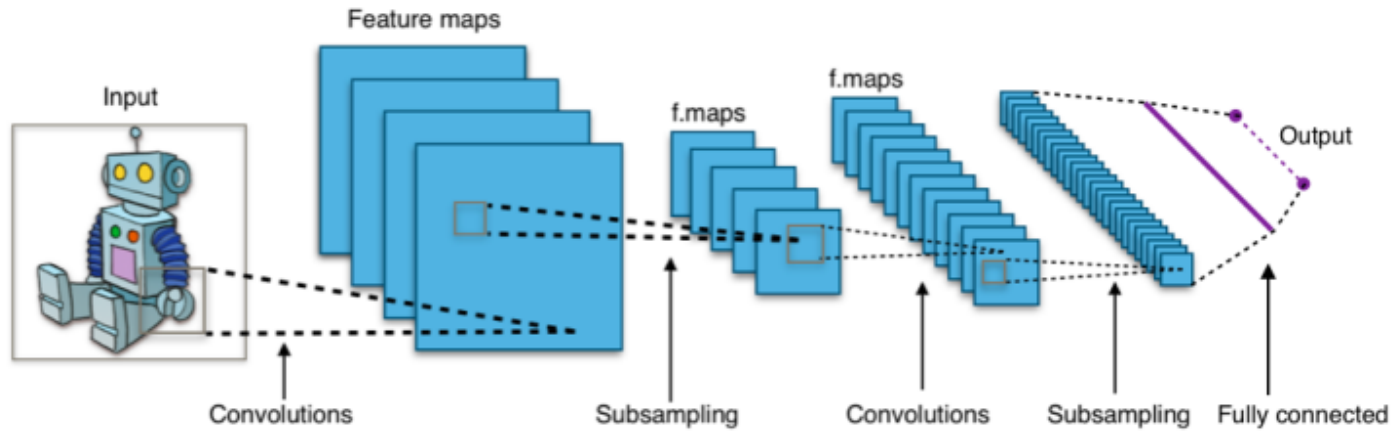 Feature maps
f.maps
Input
f.maps
Output
Convolutions
Subsampling
Convolutions
Subsampling
Fully connected